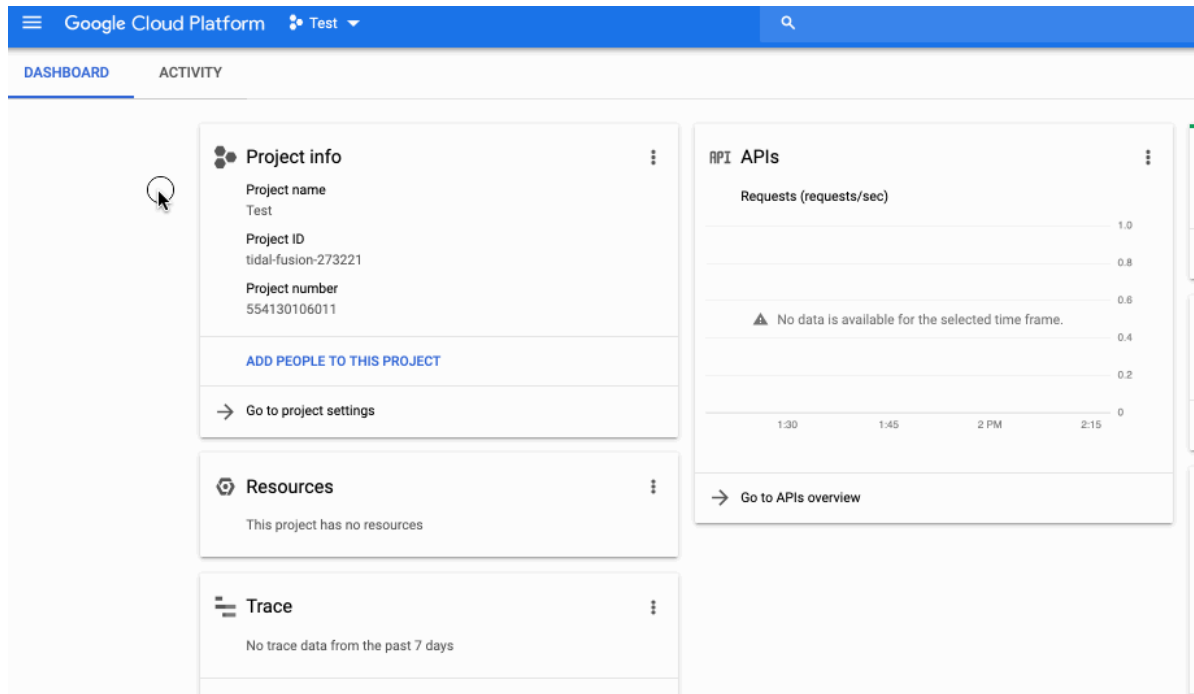 Google Cloud Platform Test
DASHBOARD ACTIVITY
Project info
Project name
Test
Project ID
tidal-fusion-273221
Project number
554130106011
ADD PEOPLE TO THIS PROJECT
Go to project settings
Resources
This project has no resources
Trace
No trace data from the past 7 days
API APIs
Requests (requests/sec)
1.0
0.8
0.6
No data is available for the selected time frame.
0.4
0.2
0
1:30 1:45 2 PM 2:15
Go to APIs overview